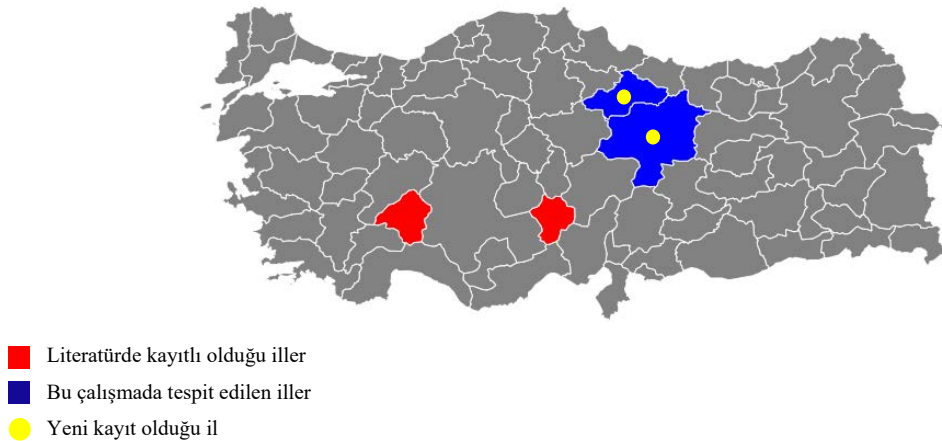 Literatürde kayıtlı olduğu iller
Bu çalışmada tespit edilen iller
Yeni kayıt olduğu il